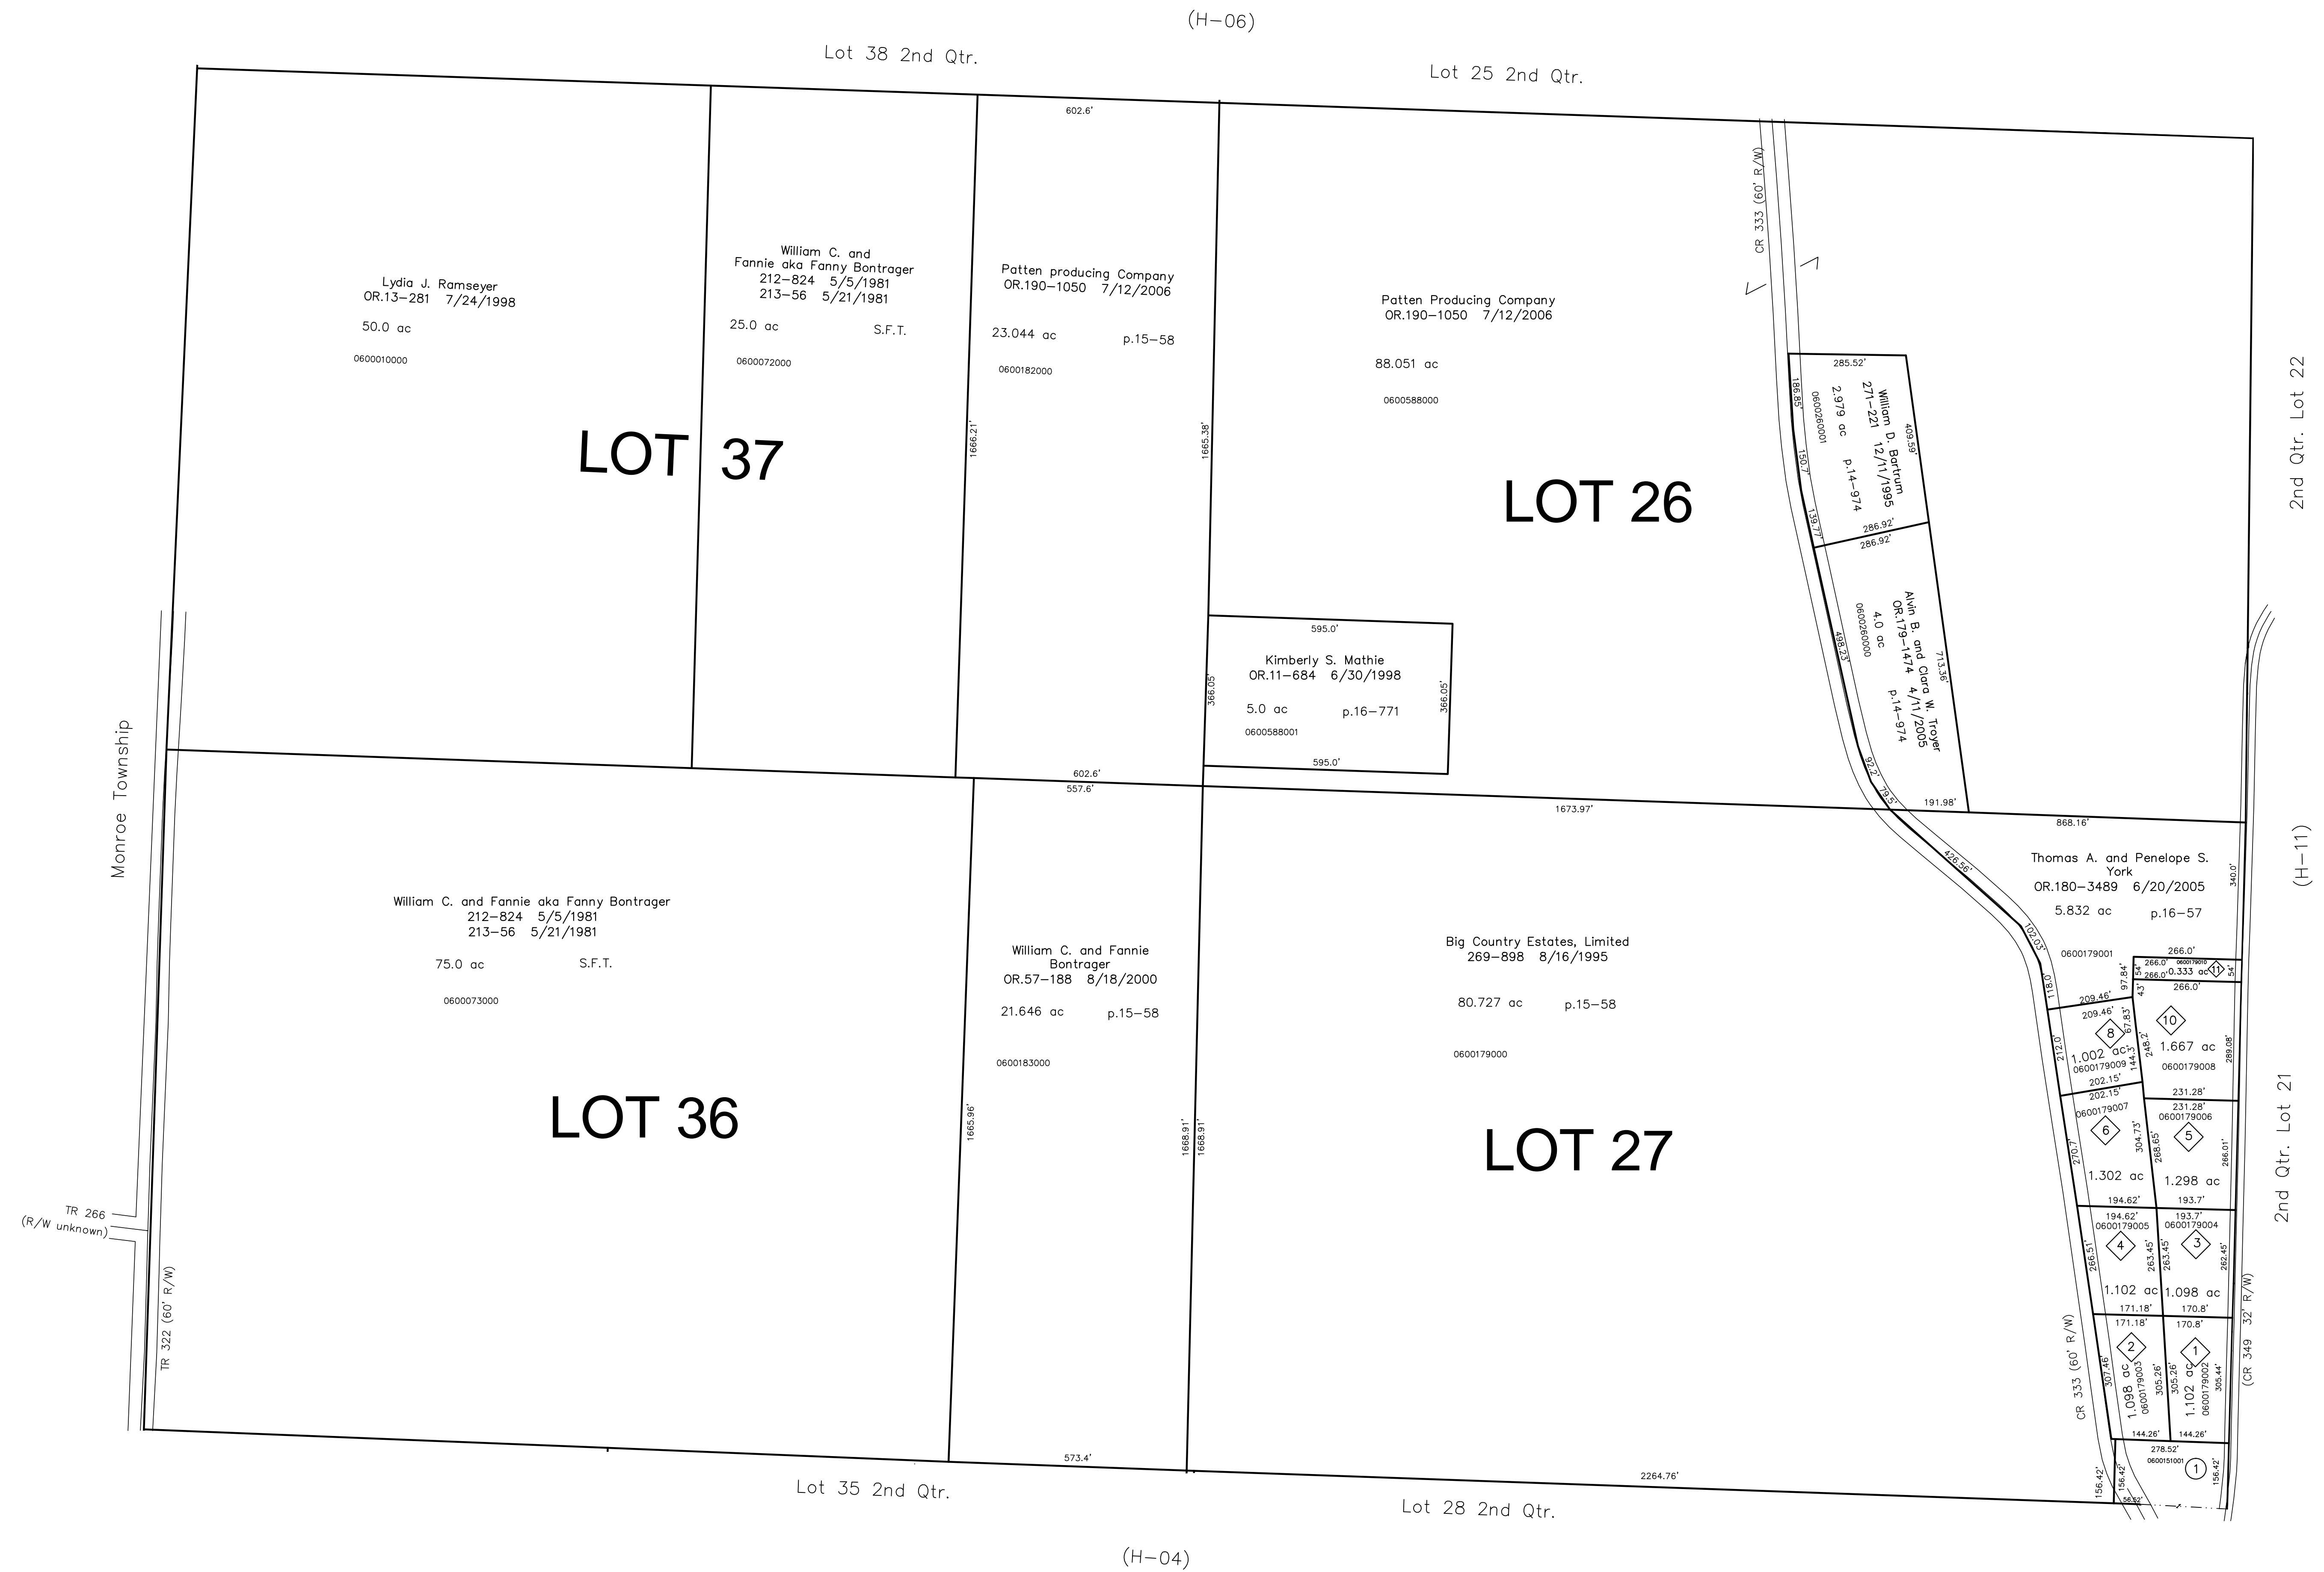 (H-06)
Lot 38 2nd Qtr.
Lot 25 2nd Qtr.
602.6'
CR 333 (60' R/W)
Lydia J. Ramseyer
OR.13-281 7/24/1998
50.0 ac
0600010000
William C. and
Fannie aka Fanny Bontrager
212-824 5/5/1981
213-56 5/21/1981
25.0 ac S.F.T.
0600072000
Patten producing Company
OR.190-1050 7/12/2006
23.044 ac p.15-58
0600182000
1666.21'
1665.38'
Patten Producing Company
OR.190-1050 7/12/2006
88.051 ac
0600588000
LOT 37
LOT 26
285.52'
186.85'
150.7'
139.77'
409.59'
William D. Bartrum
271-221 12/11/1995
2.979 ac p.14-974
0600260001
286.92'
286.92'
Alvin B. and Clara W. Troyer
OR.179-1474 4/11/2005
4.0 ac p.14-974
0600260000
498.23'
713.36'
92.2'
79.5'
191.98'
2nd Qtr. Lot 22
595.0'
Kimberly S. Mathie
OR.11-684 6/30/1998
5.0 ac p.16-771
0600588001
366.05'
366.05'
595.0'
Monroe Township
602.6'
557.6'
1673.97'
868.16'
William C. and Fannie aka Fanny Bontrager
212-824 5/5/1981
213-56 5/21/1981
75.0 ac S.F.T.
0600073000
LOT 36
William C. and Fannie
Bontrager
OR.57-188 8/18/2000
21.646 ac p.15-58
0600183000
1665.96'
1668.91'
1668.91'
Big Country Estates, Limited
269-898 8/16/1995
80.727 ac p.15-58
0600179000
LOT 27
426.56'
102.03'
118.0'
Thomas A. and Penelope S.
York
OR.180-3489 6/20/2005
5.832 ac p.16-57
0600179001
340.0'
(H-11)
266.0'
266.0' 0600179010
266.0' 0.333 ac 11
54'
54'
97.84'
43'
266.0'
209.46'
209.46'
67.83'
8
1.002 ac
0600179009
144.3'
212.0'
202.15'
10
1.667 ac
0600179008
248.2'
289.08'
231.28'
202.15'
0600179007
6
1.302 ac
270.7'
304.73'
194.62'
231.28'
0600179006
5
1.298 ac
268.65'
266.01'
193.7'
194.62'
0600179005
4
1.102 ac
266.51'
263.45'
171.18'
193.7'
0600179004
3
1.098 ac
263.45'
262.45'
170.8'
171.18'
2
1.098 ac
0600179003
307.46'
305.26'
144.26'
170.8'
1
1.102 ac
0600179002
305.26'
305.44'
144.26'
278.52'
0600151001
1
156.42'
156.42'
156.42'
56.52'
2nd Qtr. Lot 21
(CR 349 32' R/W)
CR 333 (60' R/W)
TR 266
(R/W unknown)
TR 322 (60' R/W)
573.4'
2264.76'
Lot 35 2nd Qtr.
Lot 28 2nd Qtr.
(H-04)